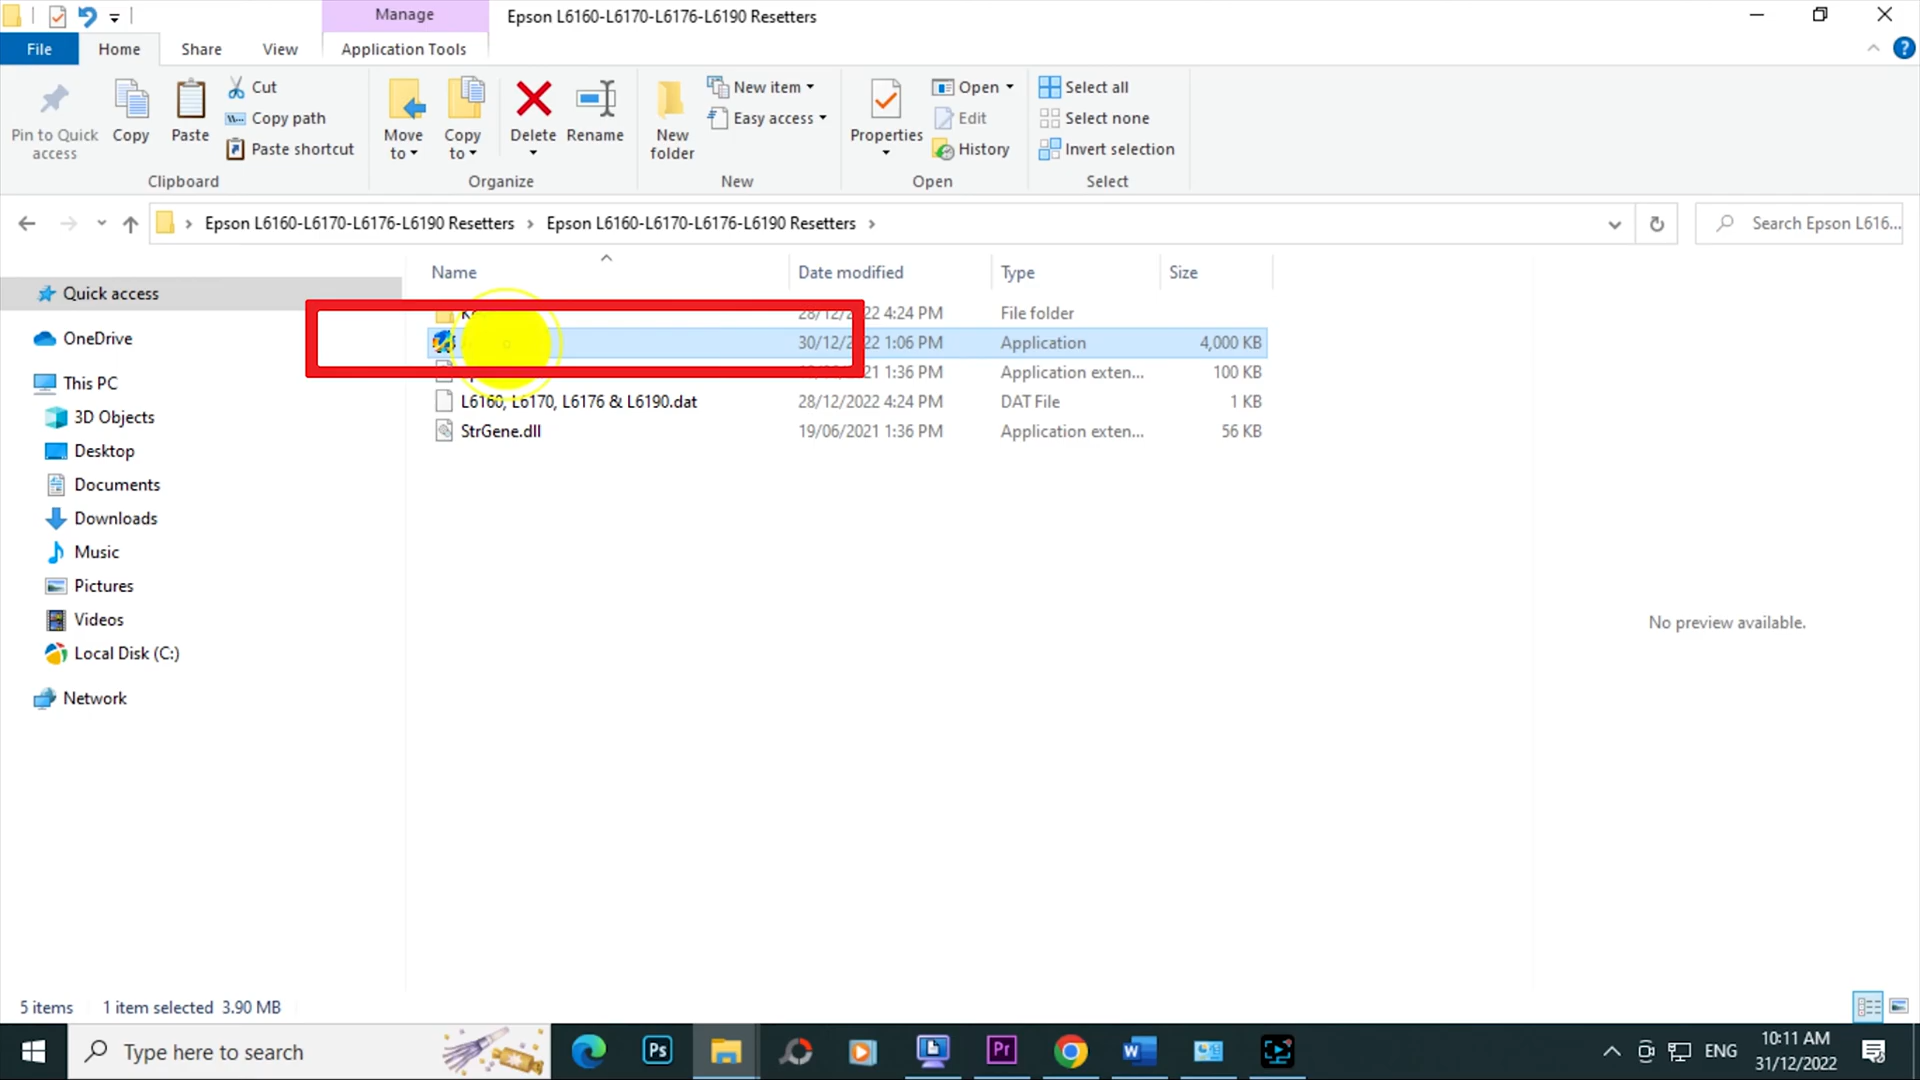 Manage
Epson L6160-L6170-L6176-L6190 Resetters
File
Home
Share
View
Application Tools
Pin to Quick access
Copy
Paste
Cut
Copy path
Paste shortcut
Clipboard
Move to
Copy to
Delete
Rename
Organize
New folder
New item
Easy access
New
Properties
Open
Edit
History
Open
Select all
Select none
Invert selection
Select
Epson L6160-L6170-L6176-L6190 Resetters > Epson L6160-L6170-L6176-L6190 Resetters >
Search Epson L616...
Name Date modified Type Size
28/12/2022 4:24 PM File folder
30/12/2022 1:06 PM Application 4,000 KB
1:36 PM Application exten... 100 KB
L6160, L6170, L6176 & L6190.dat 28/12/2022 4:24 PM DAT File 1 KB
StrGene.dll 19/06/2021 1:36 PM Application exten... 56 KB
Quick access
OneDrive
This PC
3D Objects
Desktop
Documents
Downloads
Music
Pictures
Videos
Local Disk (C:)
Network
No preview available.
5 items 1 item selected 3.90 MB
Type here to search
Ps
Pr
W
ENG
10:11 AM
31/12/2022